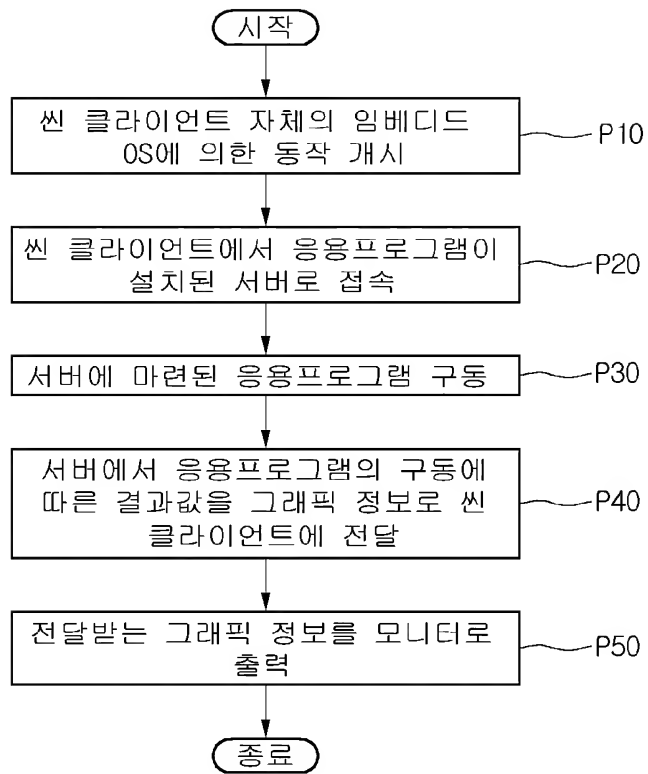 시작
씬 클라이언트 자체의 임베디드
OS에 의한 동작 개시
P10
씬 클라이언트에서 응용프로그램이
설치된 서버로 접속
P20
서버에 마련된 응용프로그램 구동
P30
서버에서 응용프로그램의 구동에
따른 결과값을 그래픽 정보로 씬
클라이언트에 전달
P40
전달받는 그래픽 정보를 모니터로
출력
P50
종료